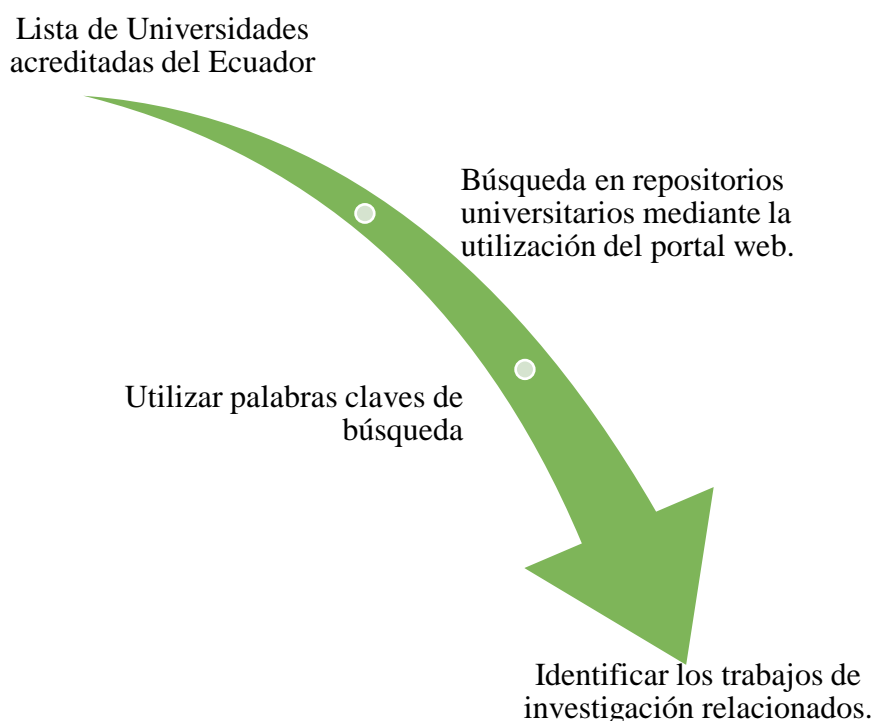 Lista de Universidades
acreditadas del Ecuador
Búsqueda en repositorios
universitarios mediante la
utilización del portal web.
Utilizar palabras claves de
búsqueda
Identificar los trabajos de
investigación relacionados.